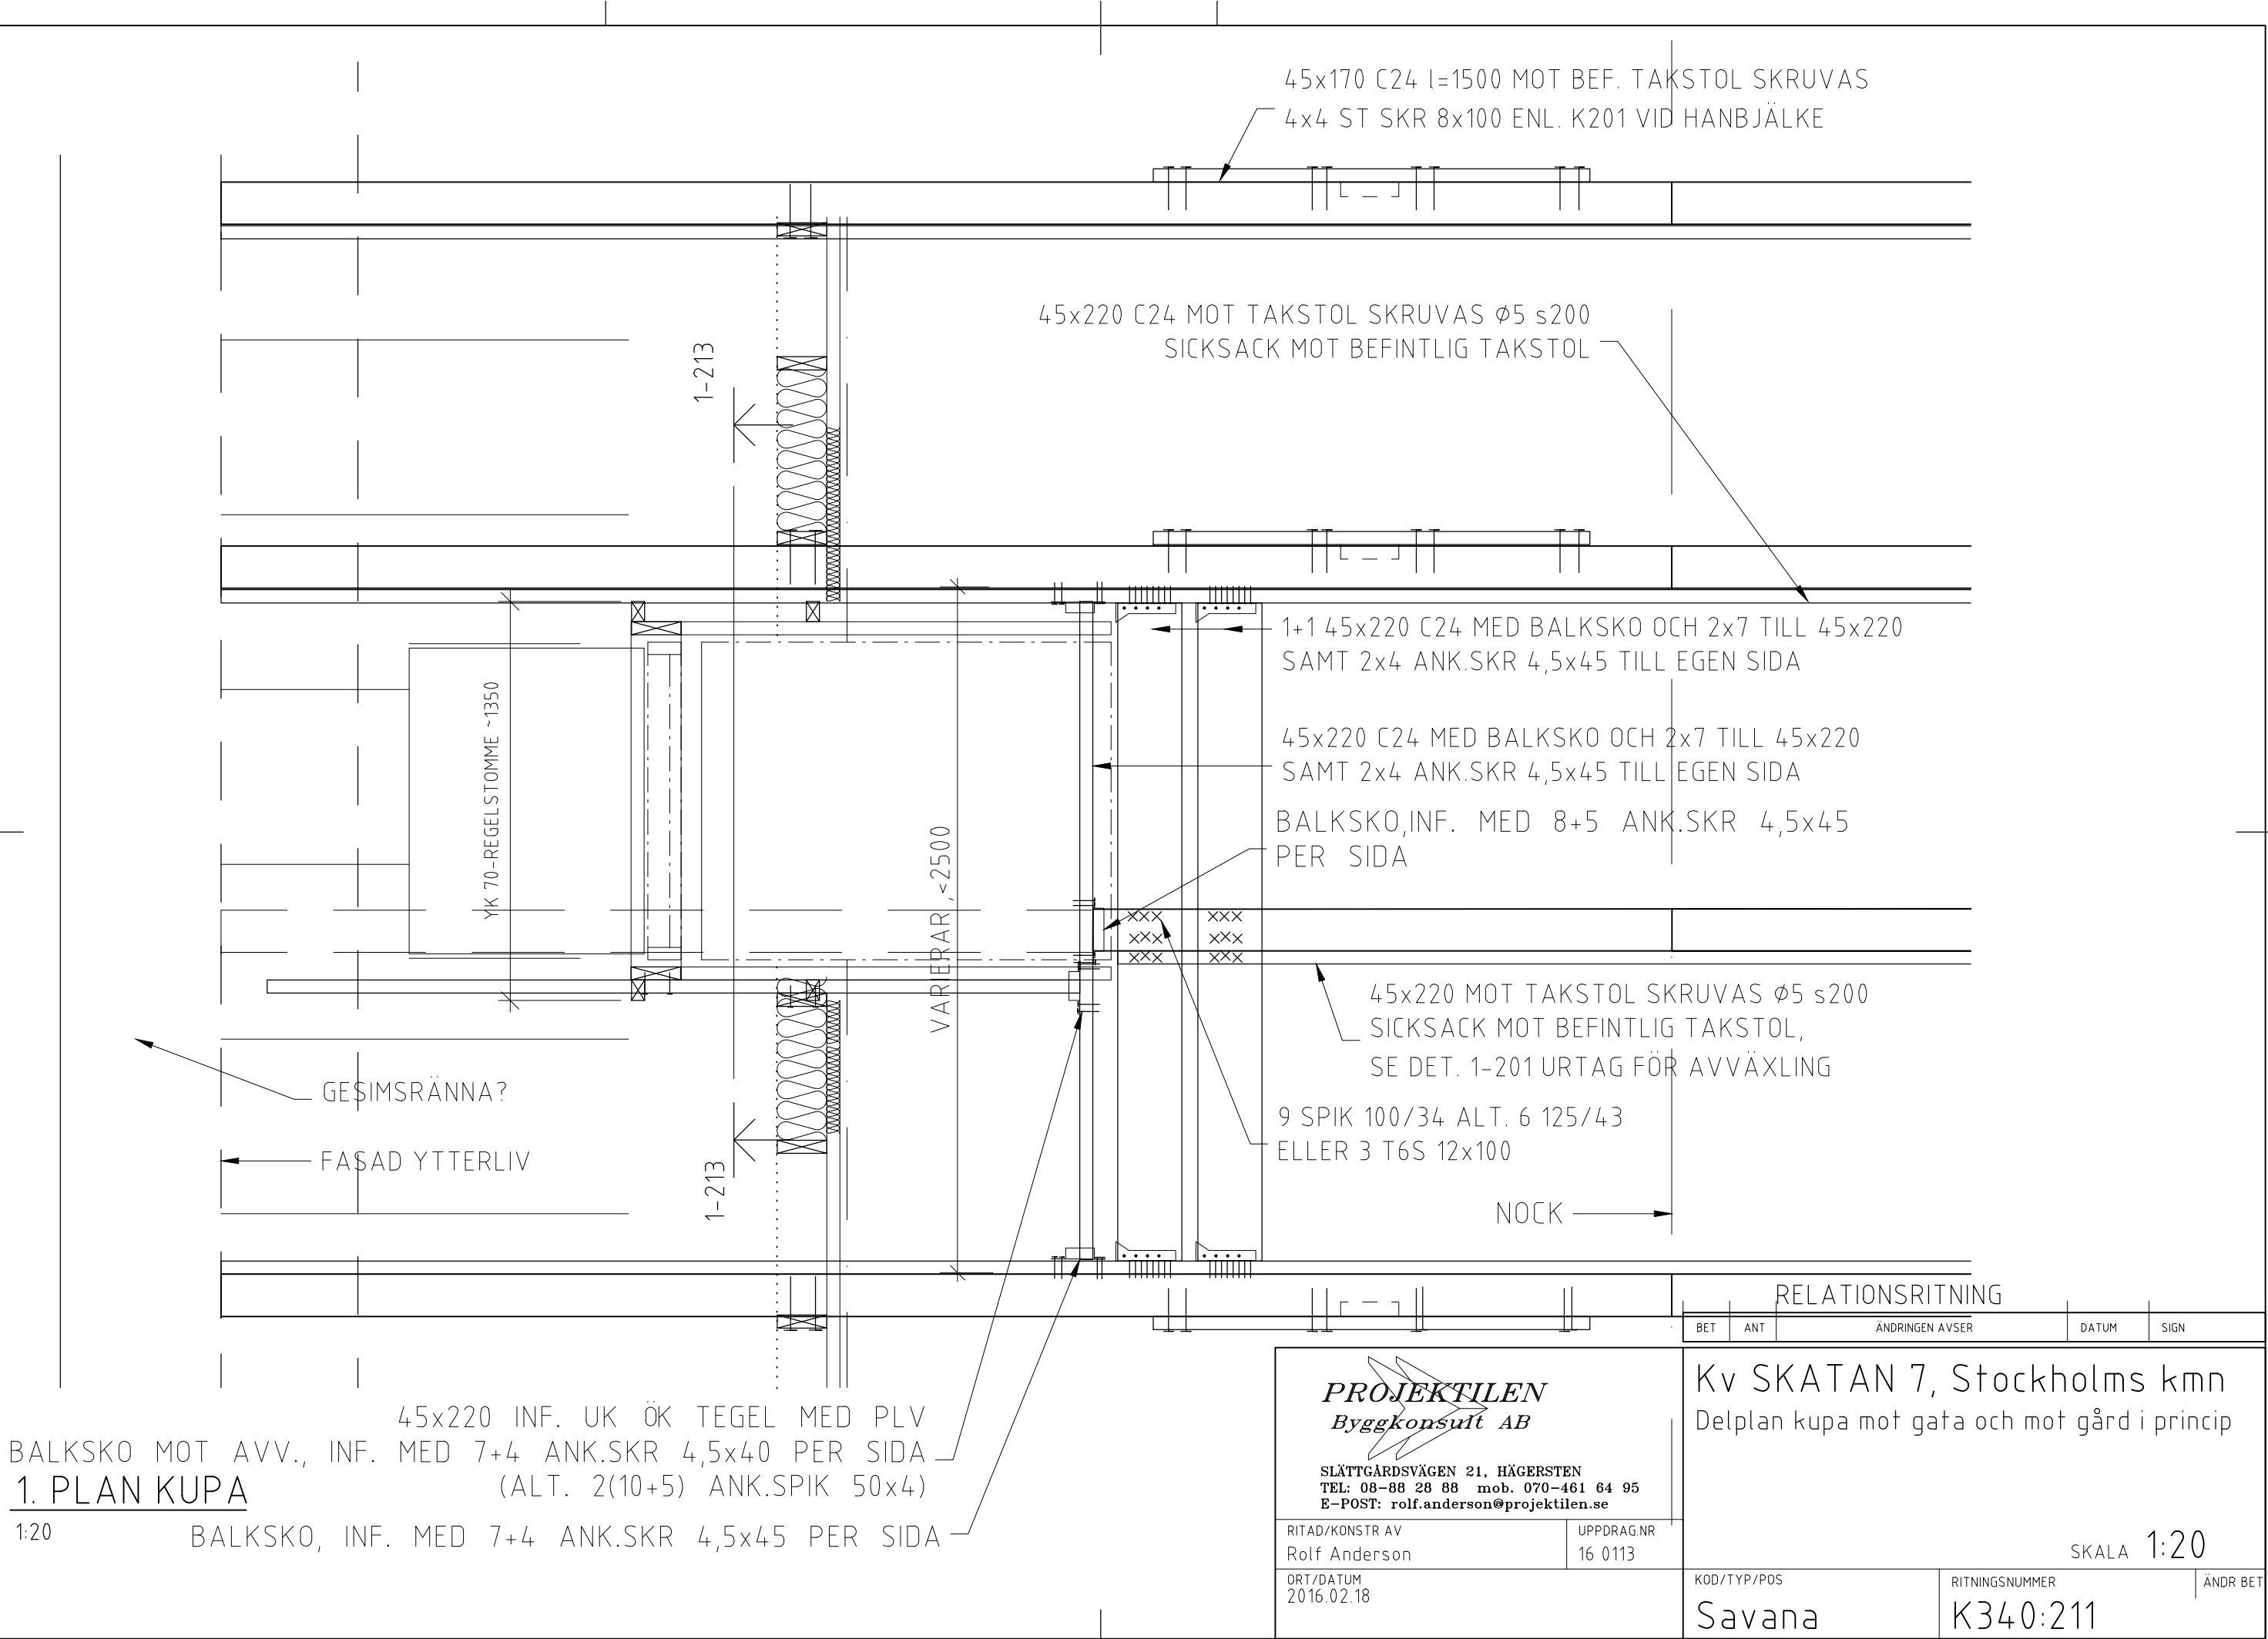 45x170 C24 l=1500 MOT BEF. TAKSTOL SKRUVAS
4x4 ST SKR 8x100 ENL. K201 VID HANBJÄLKE
45x220 C24 MOT TAKSTOL SKRUVAS Ø5 s200
SICKSACK MOT BEFINTLIG TAKSTOL
1-213
1+1 45x220 C24 MED BALKSKO OCH 2x7 TILL 45x220
SAMT 2x4 ANK.SKR 4,5x45 TILL EGEN SIDA
YK 70-REGELSTOMME ~1350
VARIERAR ,<2500
45x220 C24 MED BALKSKO OCH 2x7 TILL 45x220
SAMT 2x4 ANK.SKR 4,5x45 TILL EGEN SIDA
BALKSKO,INF. MED 8+5 ANK.SKR 4,5x45
PER SIDA
45x220 MOT TAKSTOL SKRUVAS Ø5 s200
SICKSACK MOT BEFINTLIG TAKSTOL,
SE DET. 1-201 URTAG FÖR AVVÄXLING
GESIMSRÄNNA?
9 SPIK 100/34 ALT. 6 125/43
ELLER 3 T6S 12x100
FASAD YTTERLIV
1-213
NOCK
45x220 INF. UK ÖK TEGEL MED PLV
BALKSKO MOT AVV., INF. MED 7+4 ANK.SKR 4,5x40 PER SIDA
(ALT. 2(10+5) ANK.SPIK 50x4)
1. PLAN KUPA
1:20
BALKSKO, INF. MED 7+4 ANK.SKR 4,5x45 PER SIDA
RELATIONSRITNING
BET ANT ÄNDRINGEN AVSER DATUM SIGN
PROJEKTILEN
Byggkonsult AB
SLÄTTGÅRDSVÄGEN 21, HÄGERSTEN
TEL: 08-88 28 88 mob. 070-461 64 95
E-POST: rolf.anderson@projektilen.se
RITAD/KONSTR AV
Rolf Anderson
UPPDRAG.NR
16 0113
ORT/DATUM
2016.02.18
Kv SKATAN 7, Stockholms kmn
Delplan kupa mot gata och mot gård i princip
SKALA 1:20
KOD/TYP/POS
Savana
RITNINGSNUMMER
K340:211
ÄNDR BET